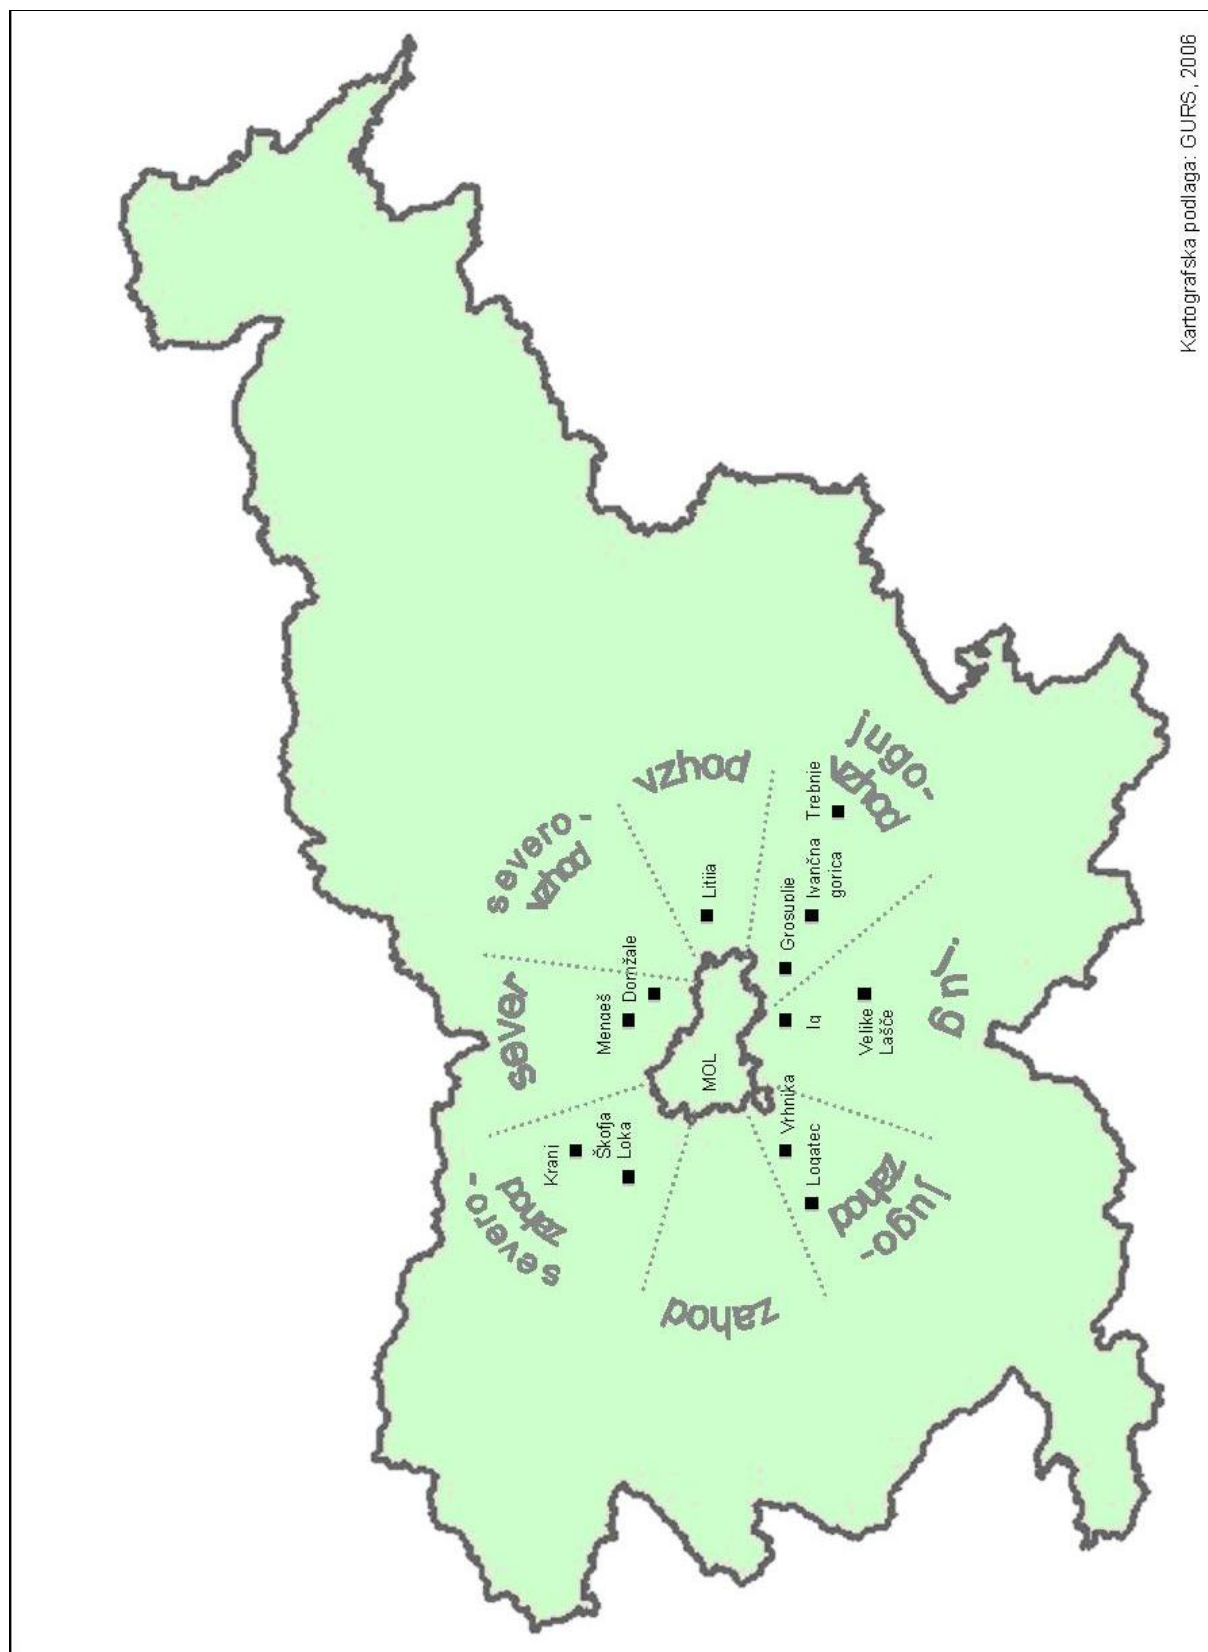 severo-
zahod
sever
severo-
vzhod
vzhod
jugo-
vzhod
jug
jugo-
zahod
zahod
Kranj
Škofja
Loka
Mengeš
Domžale
Litija
MOL
Vrhnika
Logatec
Ig
Grosuplje
Ivančna
gorica
Trebnje
Velike
Lašče
Kartografska podlaga: GURS, 2006